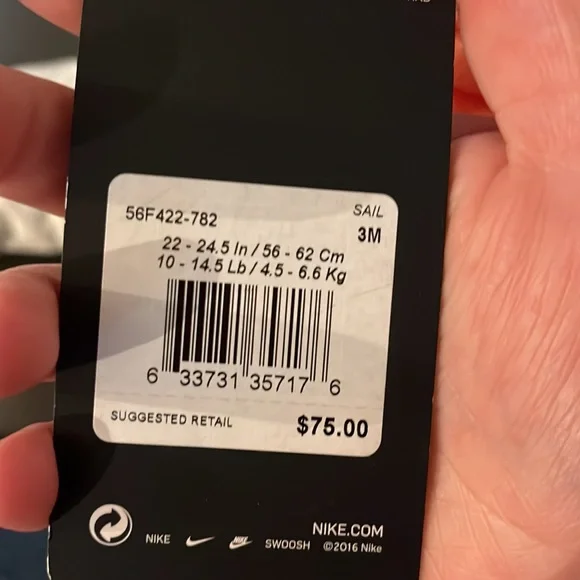 56F422-782
SAIL
3M
22 - 24.5 In / 56 - 62 Cm
10 - 14.5 Lb / 4.5 - 6.6 Kg
6 33731 35717 6
SUGGESTED RETAIL
$75.00
NIKE.COM
NIKE
NIKE
SWOOSH
©2016 Nike